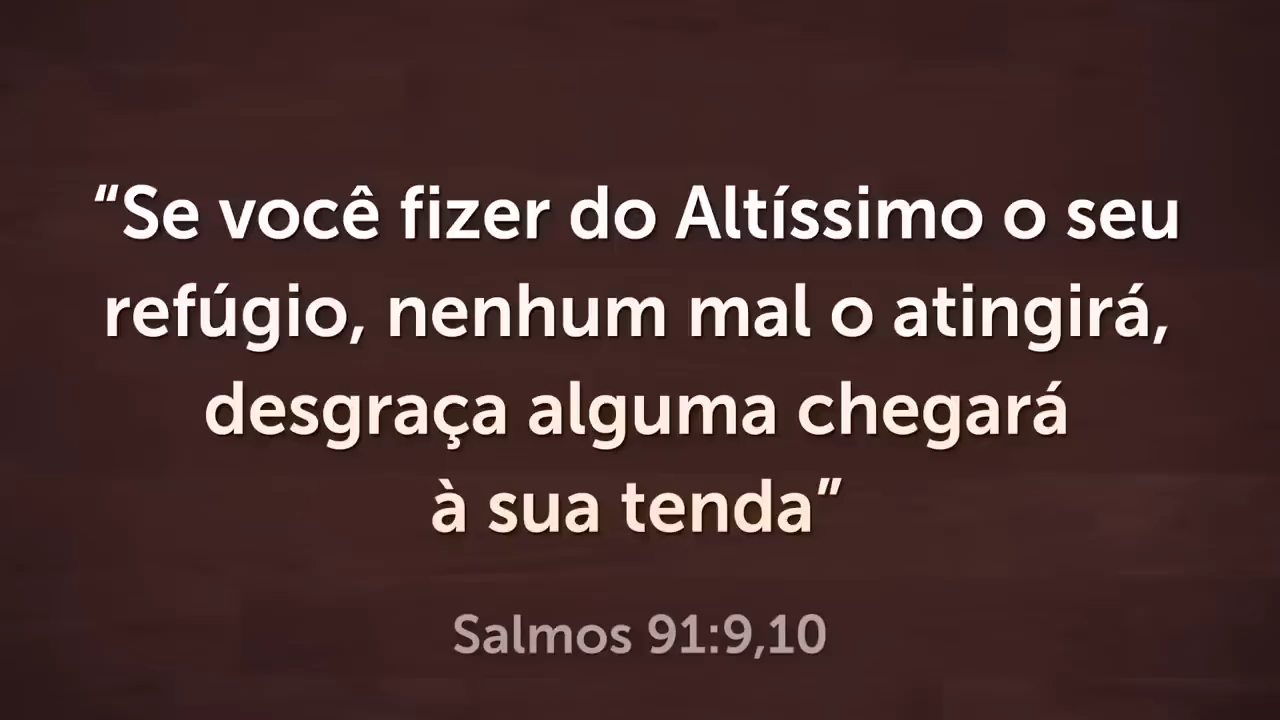 “Se você fizer do Altíssimo o seu
refúgio, nenhum mal o atingirá,
desgraça alguma chegará
à sua tenda”
Salmos 91:9,10